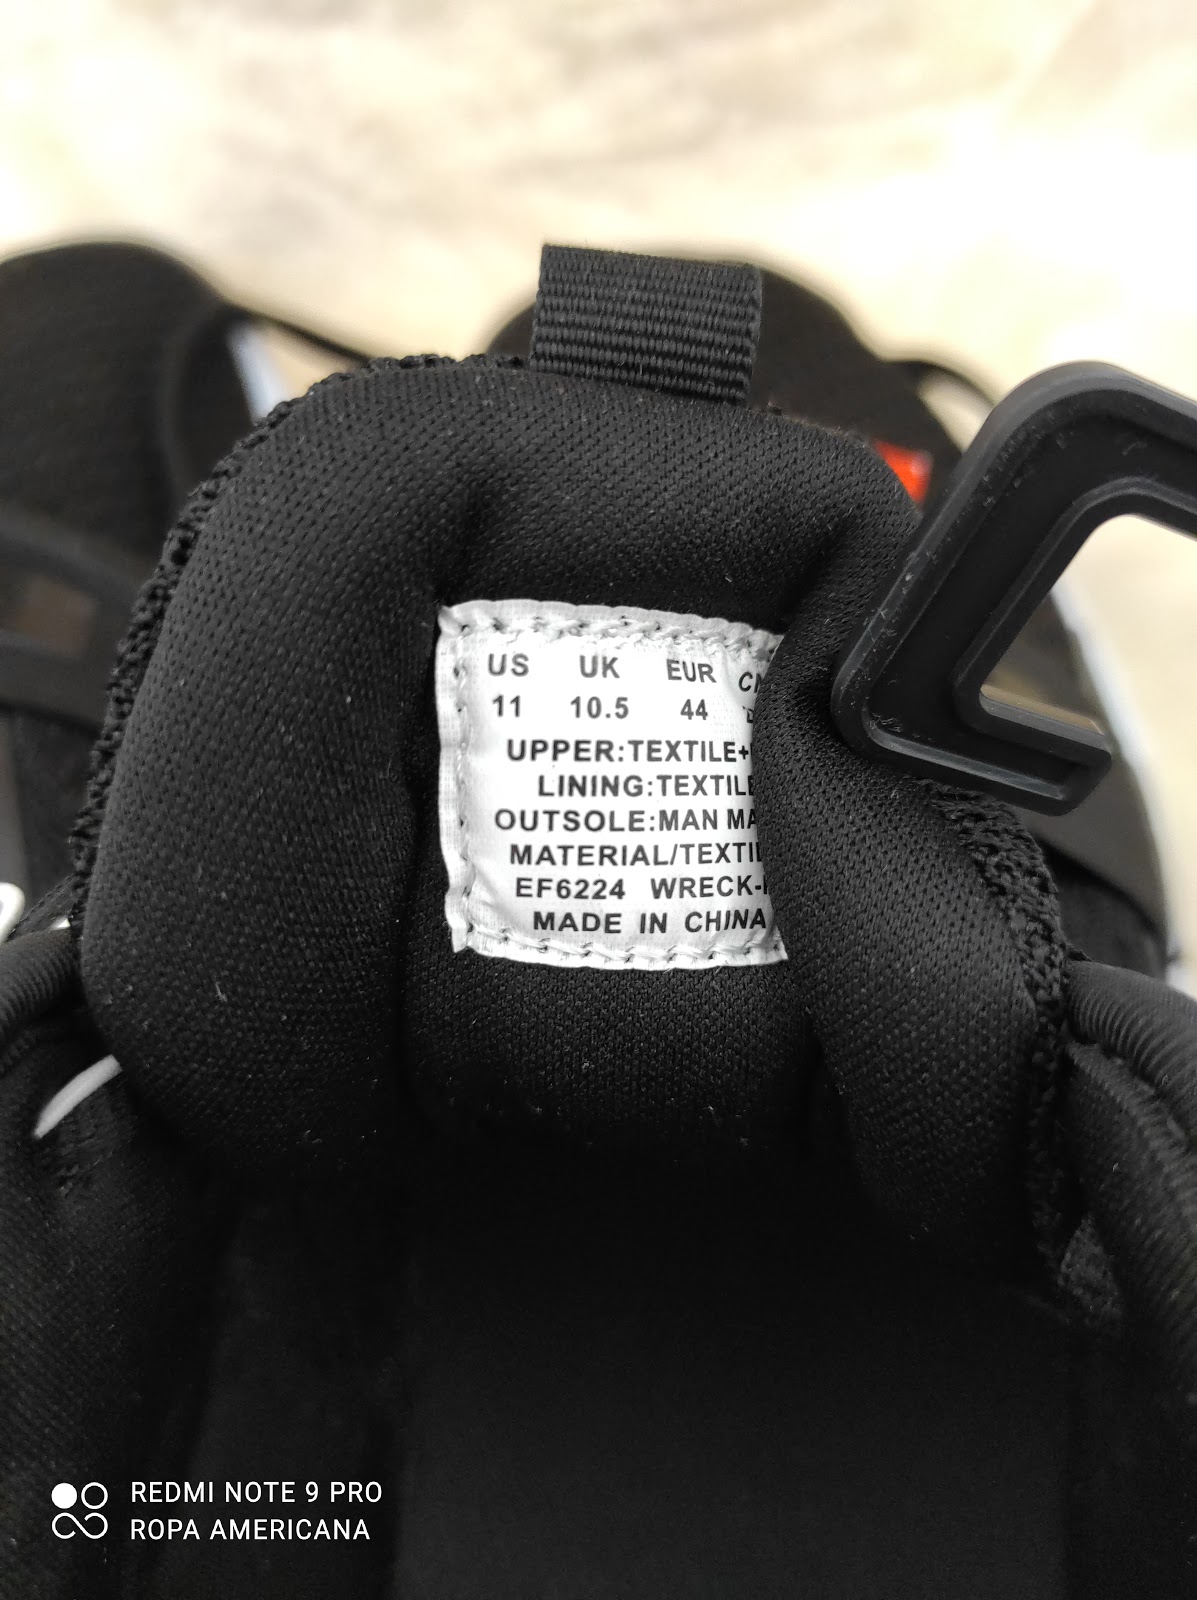 US UK EUR
11 10.5 44
UPPER:TEXTILE+
LINING:TEXTILE
OUTSOLE:MAN
MATERIAL/TEXTIL
EF6224 WRECK-
MADE IN CHINA
REDMI NOTE 9 PRO
ROPA AMERICANA